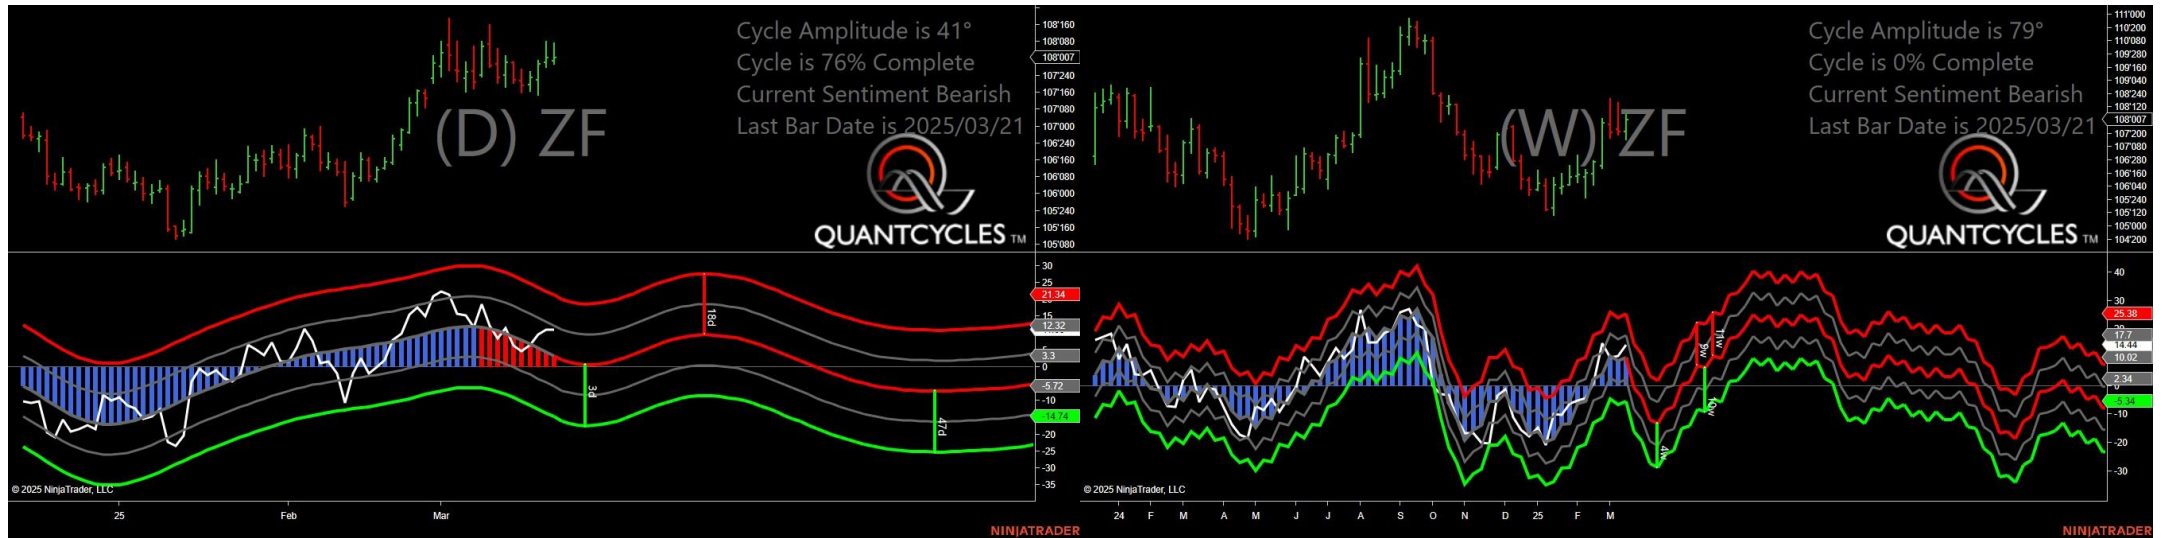 Cycle Amplitude is 41°
Cycle is 76% Complete
Current Sentiment Bearish
Last Bar Date is 2025/03/21
(D) ZF
QUANTCYCLES TM
108'160
108'080
108'007
107'240
107'160
107'080
107'000
106'240
106'160
106'080
106'000
105'240
105'160
105'080
30
25
21.34
15
12.32
5
3.3
0
-5.72
-10
-14.74
-20
-25
-30
-35
18d
3d
47d
© 2025 NinjaTrader, LLC
25
Feb
Mar
NINJATRADER
Cycle Amplitude is 79°
Cycle is 0% Complete
Current Sentiment Bearish
Last Bar Date is 2025/03/21
(W) ZF
QUANTCYCLES TM
111'000
110'200
110'080
109'280
109'160
109'040
108'240
108'120
108'007
107'200
107'080
106'280
106'160
106'040
105'240
105'120
105'000
104'200
40
30
25.38
17.7
14.44
10.02
2.34
-5.34
-10
-20
-30
9w
11w
10w
4w
© 2025 NinjaTrader, LLC
24 F M A M J J A S O N D 25 F M
NINJATRADER